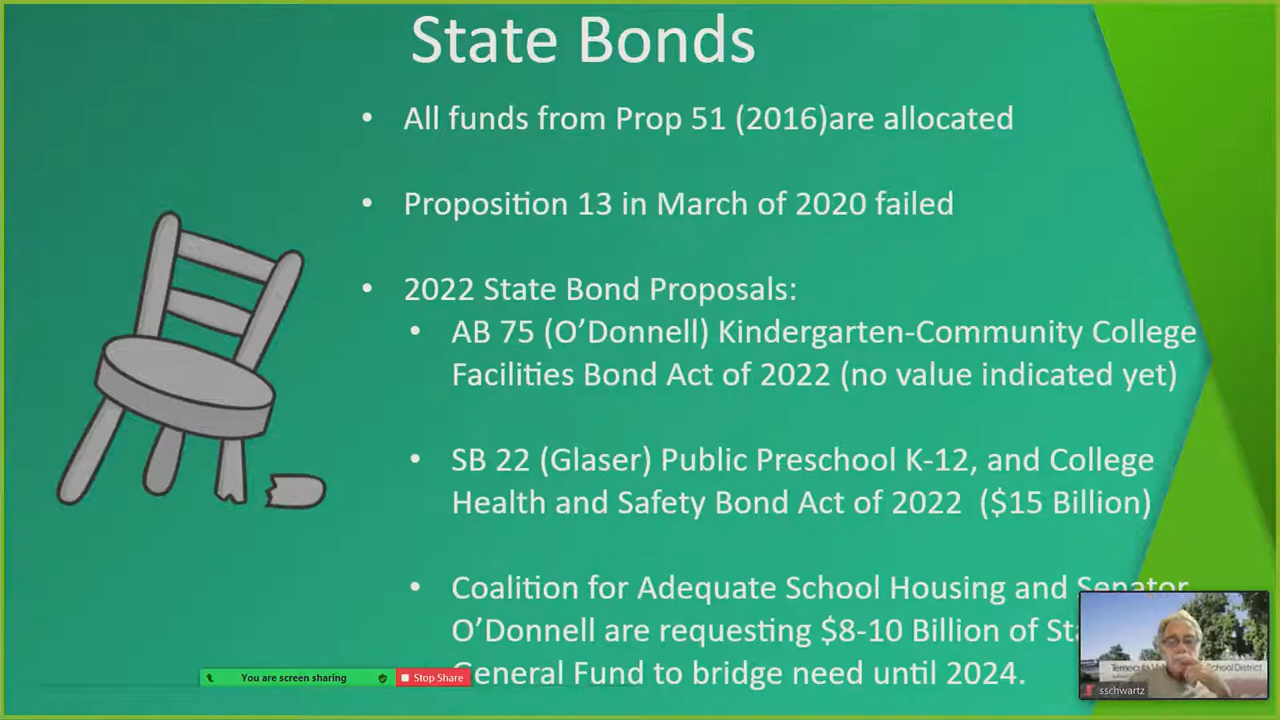 State Bonds
• All funds from Prop 51 (2016)are allocated
• Proposition 13 in March of 2020 failed
• 2022 State Bond Proposals:
• AB 75 (O’Donnell) Kindergarten-Community College
Facilities Bond Act of 2022 (no value indicated yet)
• SB 22 (Glaser) Public Preschool K-12, and College
Health and Safety Bond Act of 2022 ($15 Billion)
• Coalition for Adequate School Housing and Senator
O’Donnell are requesting $8-10 Billion of
General Fund to bridge need until 2024.
You are screen sharing
Stop Share
School District
sschwartz